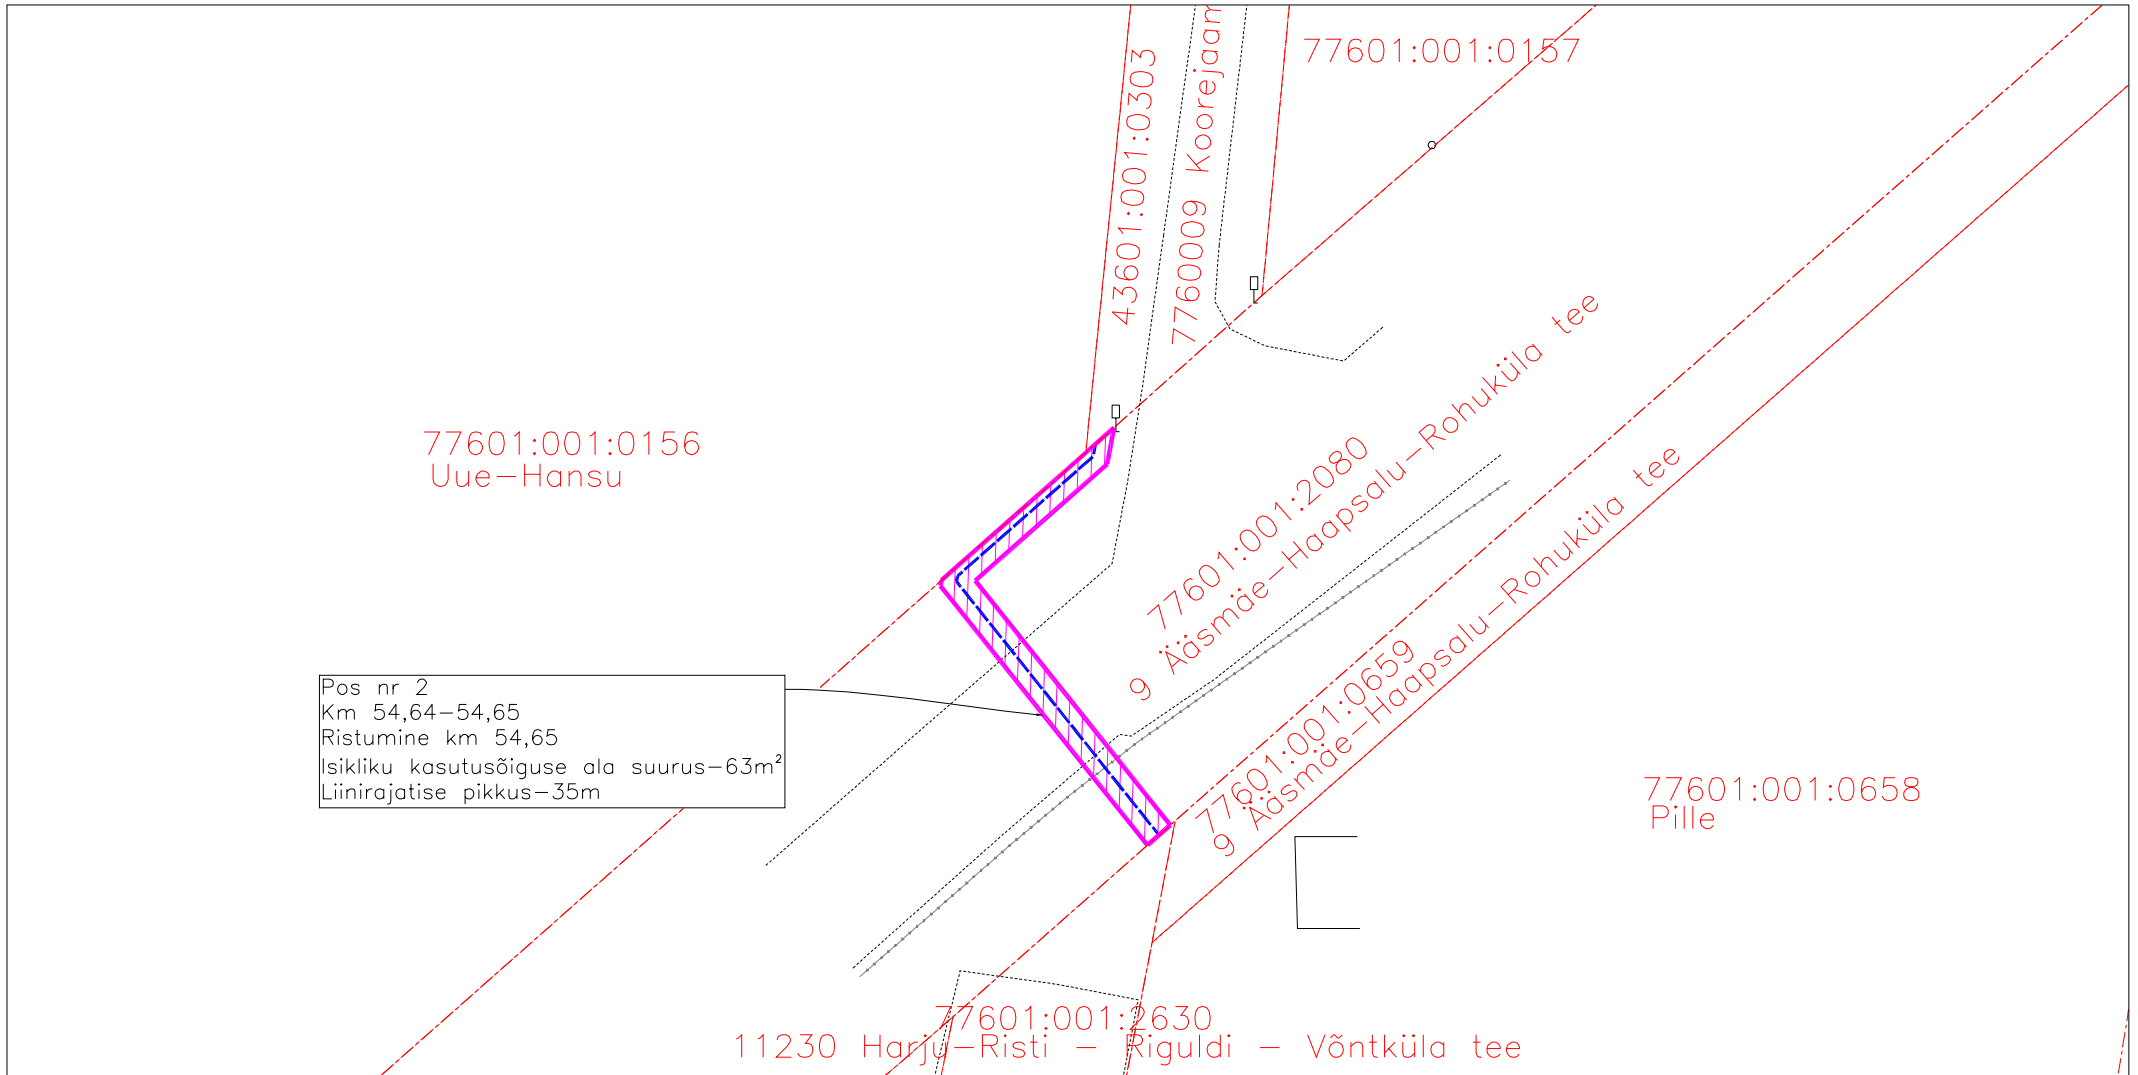 77601:001:0157
43601:001:0303
7760009 Koorejaam
77601:001:0156
Uue-Hansu
77601:001:2080
9 Ääsmäe-Haapsalu-Rohuküla tee
77601:001:0659
9 Ääsmäe-Haapsalu-Rohuküla tee
Pos nr 2
Km 54,64-54,65
Ristumine km 54,65
Isikliku kasutusõiguse ala suurus-63m²
Liinirajatise pikkus-35m
77601:001:0658
Pille
77601:001:2630
11230 Harju-Risti - Riguldi - Võntküla tee